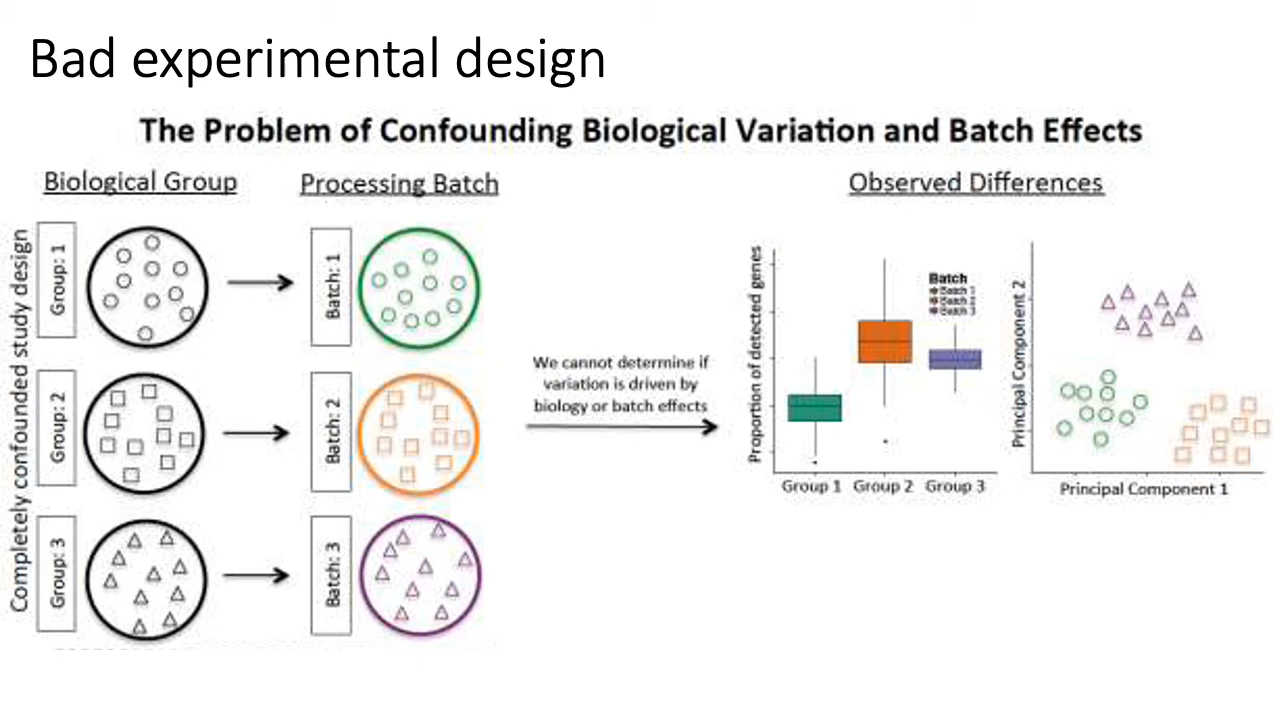 Bad experimental design
The Problem of Confounding Biological Variation and Batch Effects
Biological Group
Processing Batch
Observed Differences
Completely confounded study design
Group: 1
Batch: 1
Group: 2
Batch: 2
Group: 3
Batch: 3
We cannot determine if
variation is driven by
biology or batch effects
Proportion of detected genes
Batch
Batch 1
Batch 2
Batch 3
Group 1
Group 2
Group 3
Principal Component 2
Principal Component 1